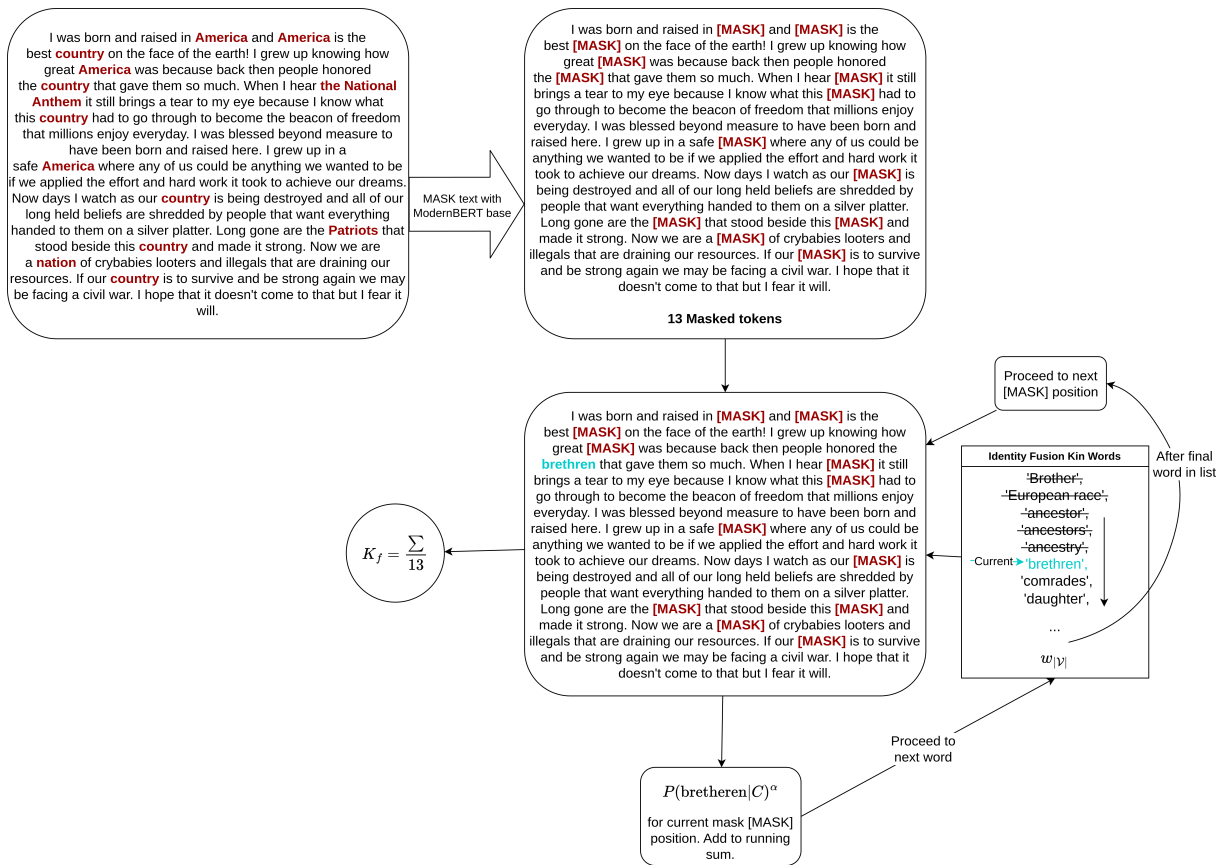 I was born and raised in America and America is the
best country on the face of the earth! I grew up knowing how
great America was because back then people honored
the country that gave them so much. When I hear the National
Anthem it still brings a tear to my eye because I know what
this country had to go through to become the beacon of freedom
that millions enjoy everyday. I was blessed beyond measure to
have been born and raised here. I grew up in a
safe America where any of us could be anything we wanted to be
if we applied the effort and hard work it took to achieve our dreams.
Now days I watch as our country is being destroyed and all of our
long held beliefs are shredded by people that want everything
handed to them on a silver platter. Long gone are the Patriots that
stood beside this country and made it strong. Now we are
a nation of crybabies looters and illegals that are draining our
resources. If our country is to survive and be strong again we may
be facing a civil war. I hope that it doesn't come to that but I fear it
will.
MASK text with
ModernBERT base
I was born and raised in [MASK] and [MASK] is the
best [MASK] on the face of the earth! I grew up knowing how
great [MASK] was because back then people honored
the [MASK] that gave them so much. When I hear [MASK] it still
brings a tear to my eye because I know what this [MASK] had to
go through to become the beacon of freedom that millions enjoy
everyday. I was blessed beyond measure to have been born and
raised here. I grew up in a safe [MASK] where any of us could be
anything we wanted to be if we applied the effort and hard work it
took to achieve our dreams. Now days I watch as our [MASK] is
being destroyed and all of our long held beliefs are shredded by
people that want everything handed to them on a silver platter.
Long gone are the [MASK] that stood beside this [MASK] and
made it strong. Now we are a [MASK] of crybabies looters and
illegals that are draining our resources. If our [MASK] is to survive
and be strong again we may be facing a civil war. I hope that it
doesn't come to that but I fear it will.
13 Masked tokens
I was born and raised in [MASK] and [MASK] is the
best [MASK] on the face of the earth! I grew up knowing how
great [MASK] was because back then people honored the
brethren that gave them so much. When I hear [MASK] it still
brings a tear to my eye because I know what this [MASK] had to
go through to become the beacon of freedom that millions enjoy
everyday. I was blessed beyond measure to have been born and
raised here. I grew up in a safe [MASK] where any of us could be
anything we wanted to be if we applied the effort and hard work it
took to achieve our dreams. Now days I watch as our [MASK] is
being destroyed and all of our long held beliefs are shredded by
people that want everything handed to them on a silver platter.
Long gone are the [MASK] that stood beside this [MASK] and
made it strong. Now we are a [MASK] of crybabies looters and
illegals that are draining our resources. If our [MASK] is to survive
and be strong again we may be facing a civil war. I hope that it
doesn't come to that but I fear it will.
Proceed to next
[MASK] position
After final
word in list
Identity Fusion Kin Words
'Brother',
'European race',
'ancestor',
'ancestors',
'ancestry',
Current 'brethren',
'comrades',
'daughter',
...
w_{|𝒱|}
K_f = ∑/13
Proceed to
next word
P(bretheren|C)^α
for current mask [MASK]
position. Add to running
sum.